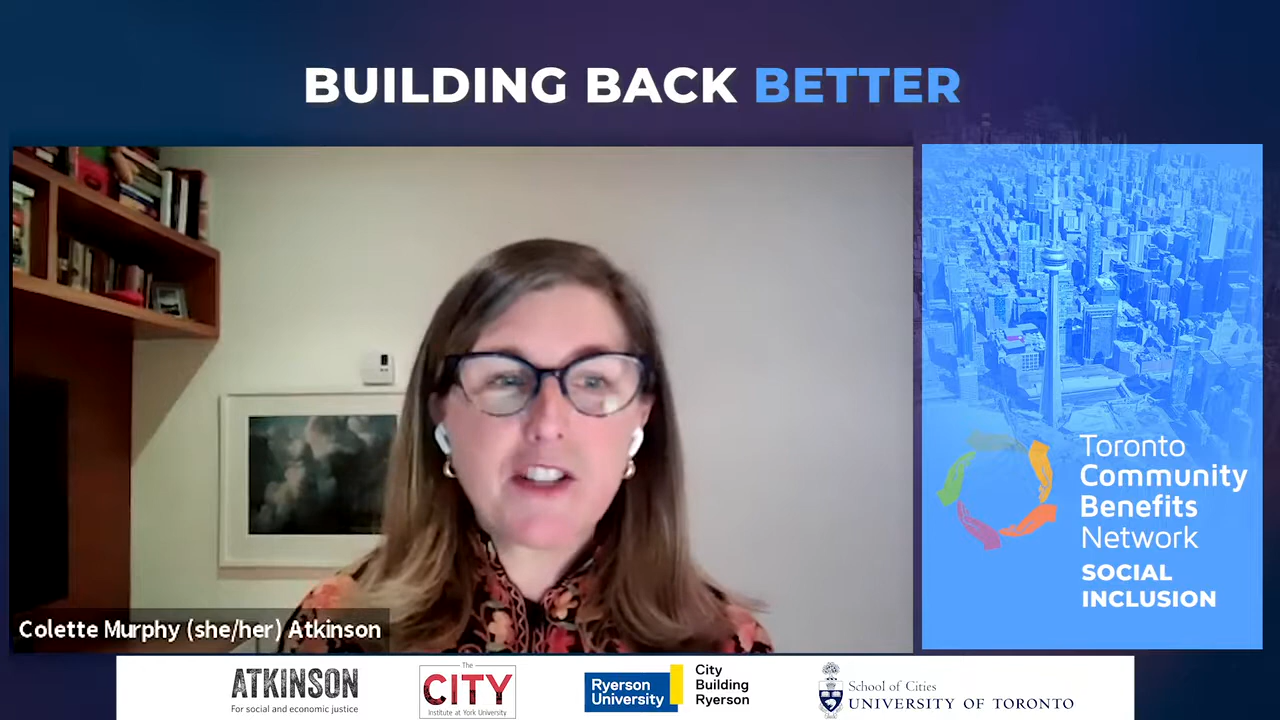 BUILDING BACK BETTER
Toronto
Community
Benefits
Network
SOCIAL
INCLUSION
Colette Murphy (she/her) Atkinson
ATKINSON
For social and economic justice
The
CITY
Institute at York University
Ryerson
University
City
Building
Ryerson
School of Cities
UNIVERSITY OF TORONTO